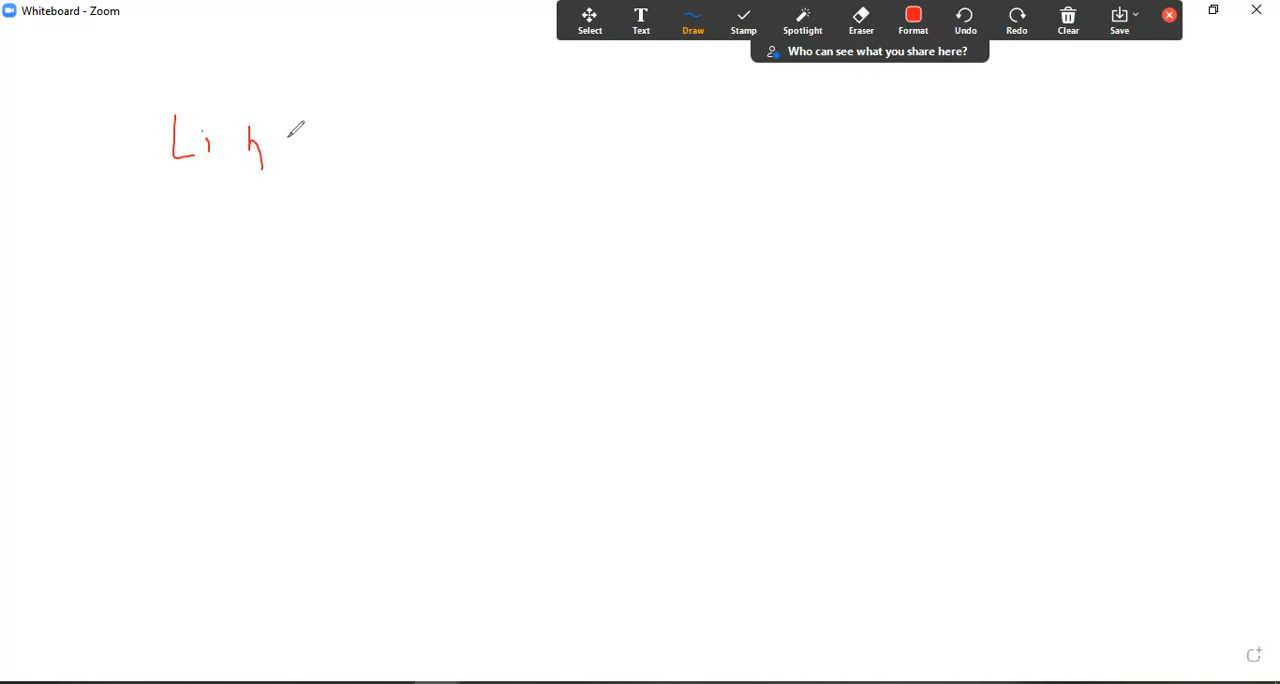 Whiteboard - Zoom
Select Text Draw Stamp Spotlight Eraser Format Undo Redo Clear Save
Who can see what you share here?
Li h